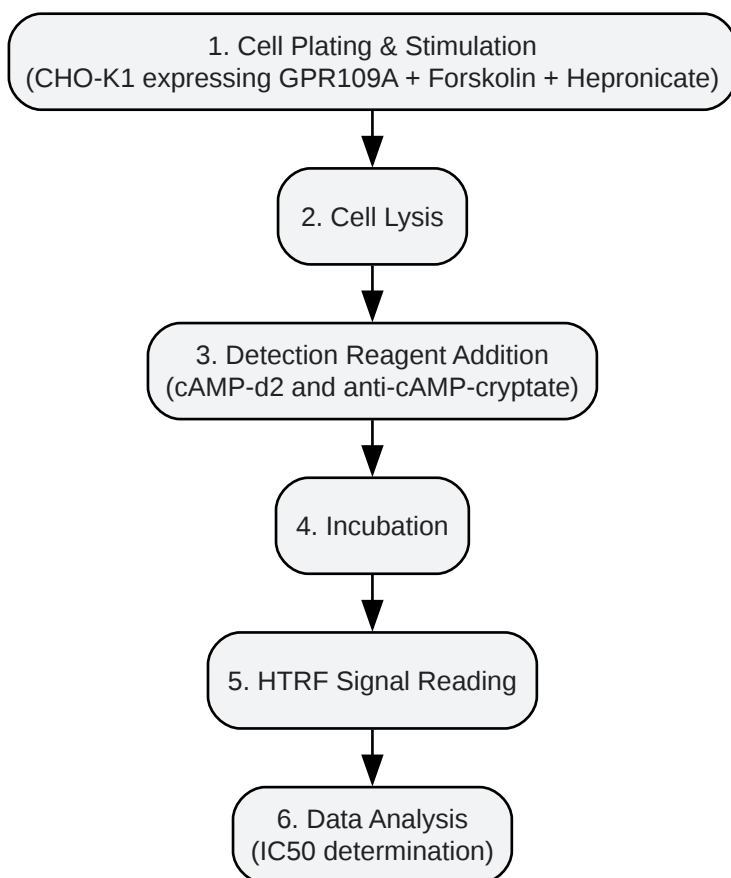 1. Cell Plating & Stimulation
(CHO-K1 expressing GPR109A + Forskolin + Hepronicate)
2. Cell Lysis
3. Detection Reagent Addition
(cAMP-d2 and anti-cAMP-cryptate)
4. Incubation
5. HTRF Signal Reading
6. Data Analysis
(IC50 determination)